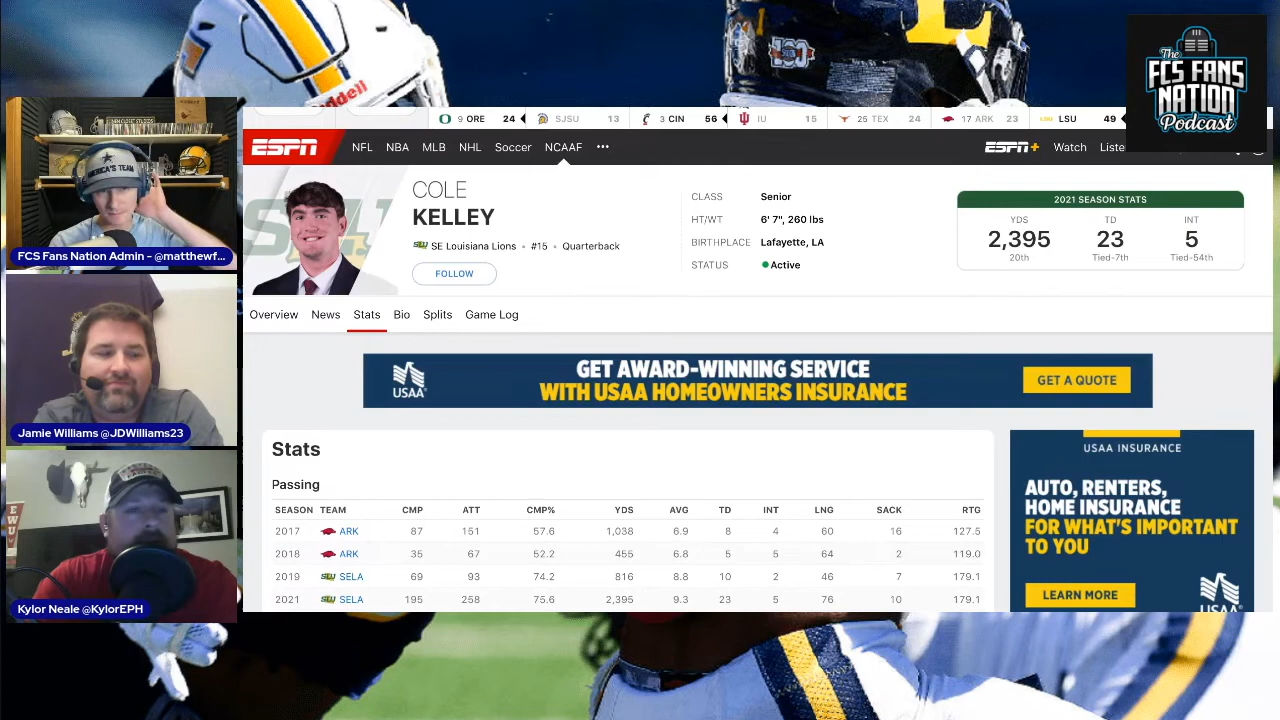 The
FCS FANS
NATION
Podcast
ddell
9 ORE 24
SJSU 13
3 CIN 56
IU 15
25 TEX 24
17 ARK 23
LSU LSU 49
ESPN
NFL NBA MLB NHL Soccer NCAAF •••
ESPN+ Watch Liste
AMERICA'S TEAM
FCS Fans Nation Admin - @matthewf...
Jamie Williams @JDWilliams23
EWU
Kylor Neale @KylorEPH
COLE
KELLEY
SE Louisiana Lions • #15 • Quarterback
FOLLOW
CLASS Senior
HT/WT 6' 7", 260 lbs
BIRTHPLACE Lafayette, LA
STATUS Active
2021 SEASON STATS
YDS TD INT
2,395 23 5
20th Tied-7th Tied-54th
Overview News Stats Bio Splits Game Log
USAA
GET AWARD-WINNING SERVICE
WITH USAA HOMEOWNERS INSURANCE
GET A QUOTE
Stats
Passing
SEASON TEAM CMP ATT CMP% YDS AVG TD INT LNG SACK RTG
2017 ARK 87 151 57.6 1,038 6.9 8 4 60 16 127.5
2018 ARK 35 67 52.2 455 6.8 5 5 64 2 119.0
2019 SELA 69 93 74.2 816 8.8 10 2 46 7 179.1
2021 SELA 195 258 75.6 2,395 9.3 23 5 76 10 179.1
USAA INSURANCE
AUTO, RENTERS,
HOME INSURANCE
FOR WHAT'S IMPORTANT
TO YOU
LEARN MORE
USAA